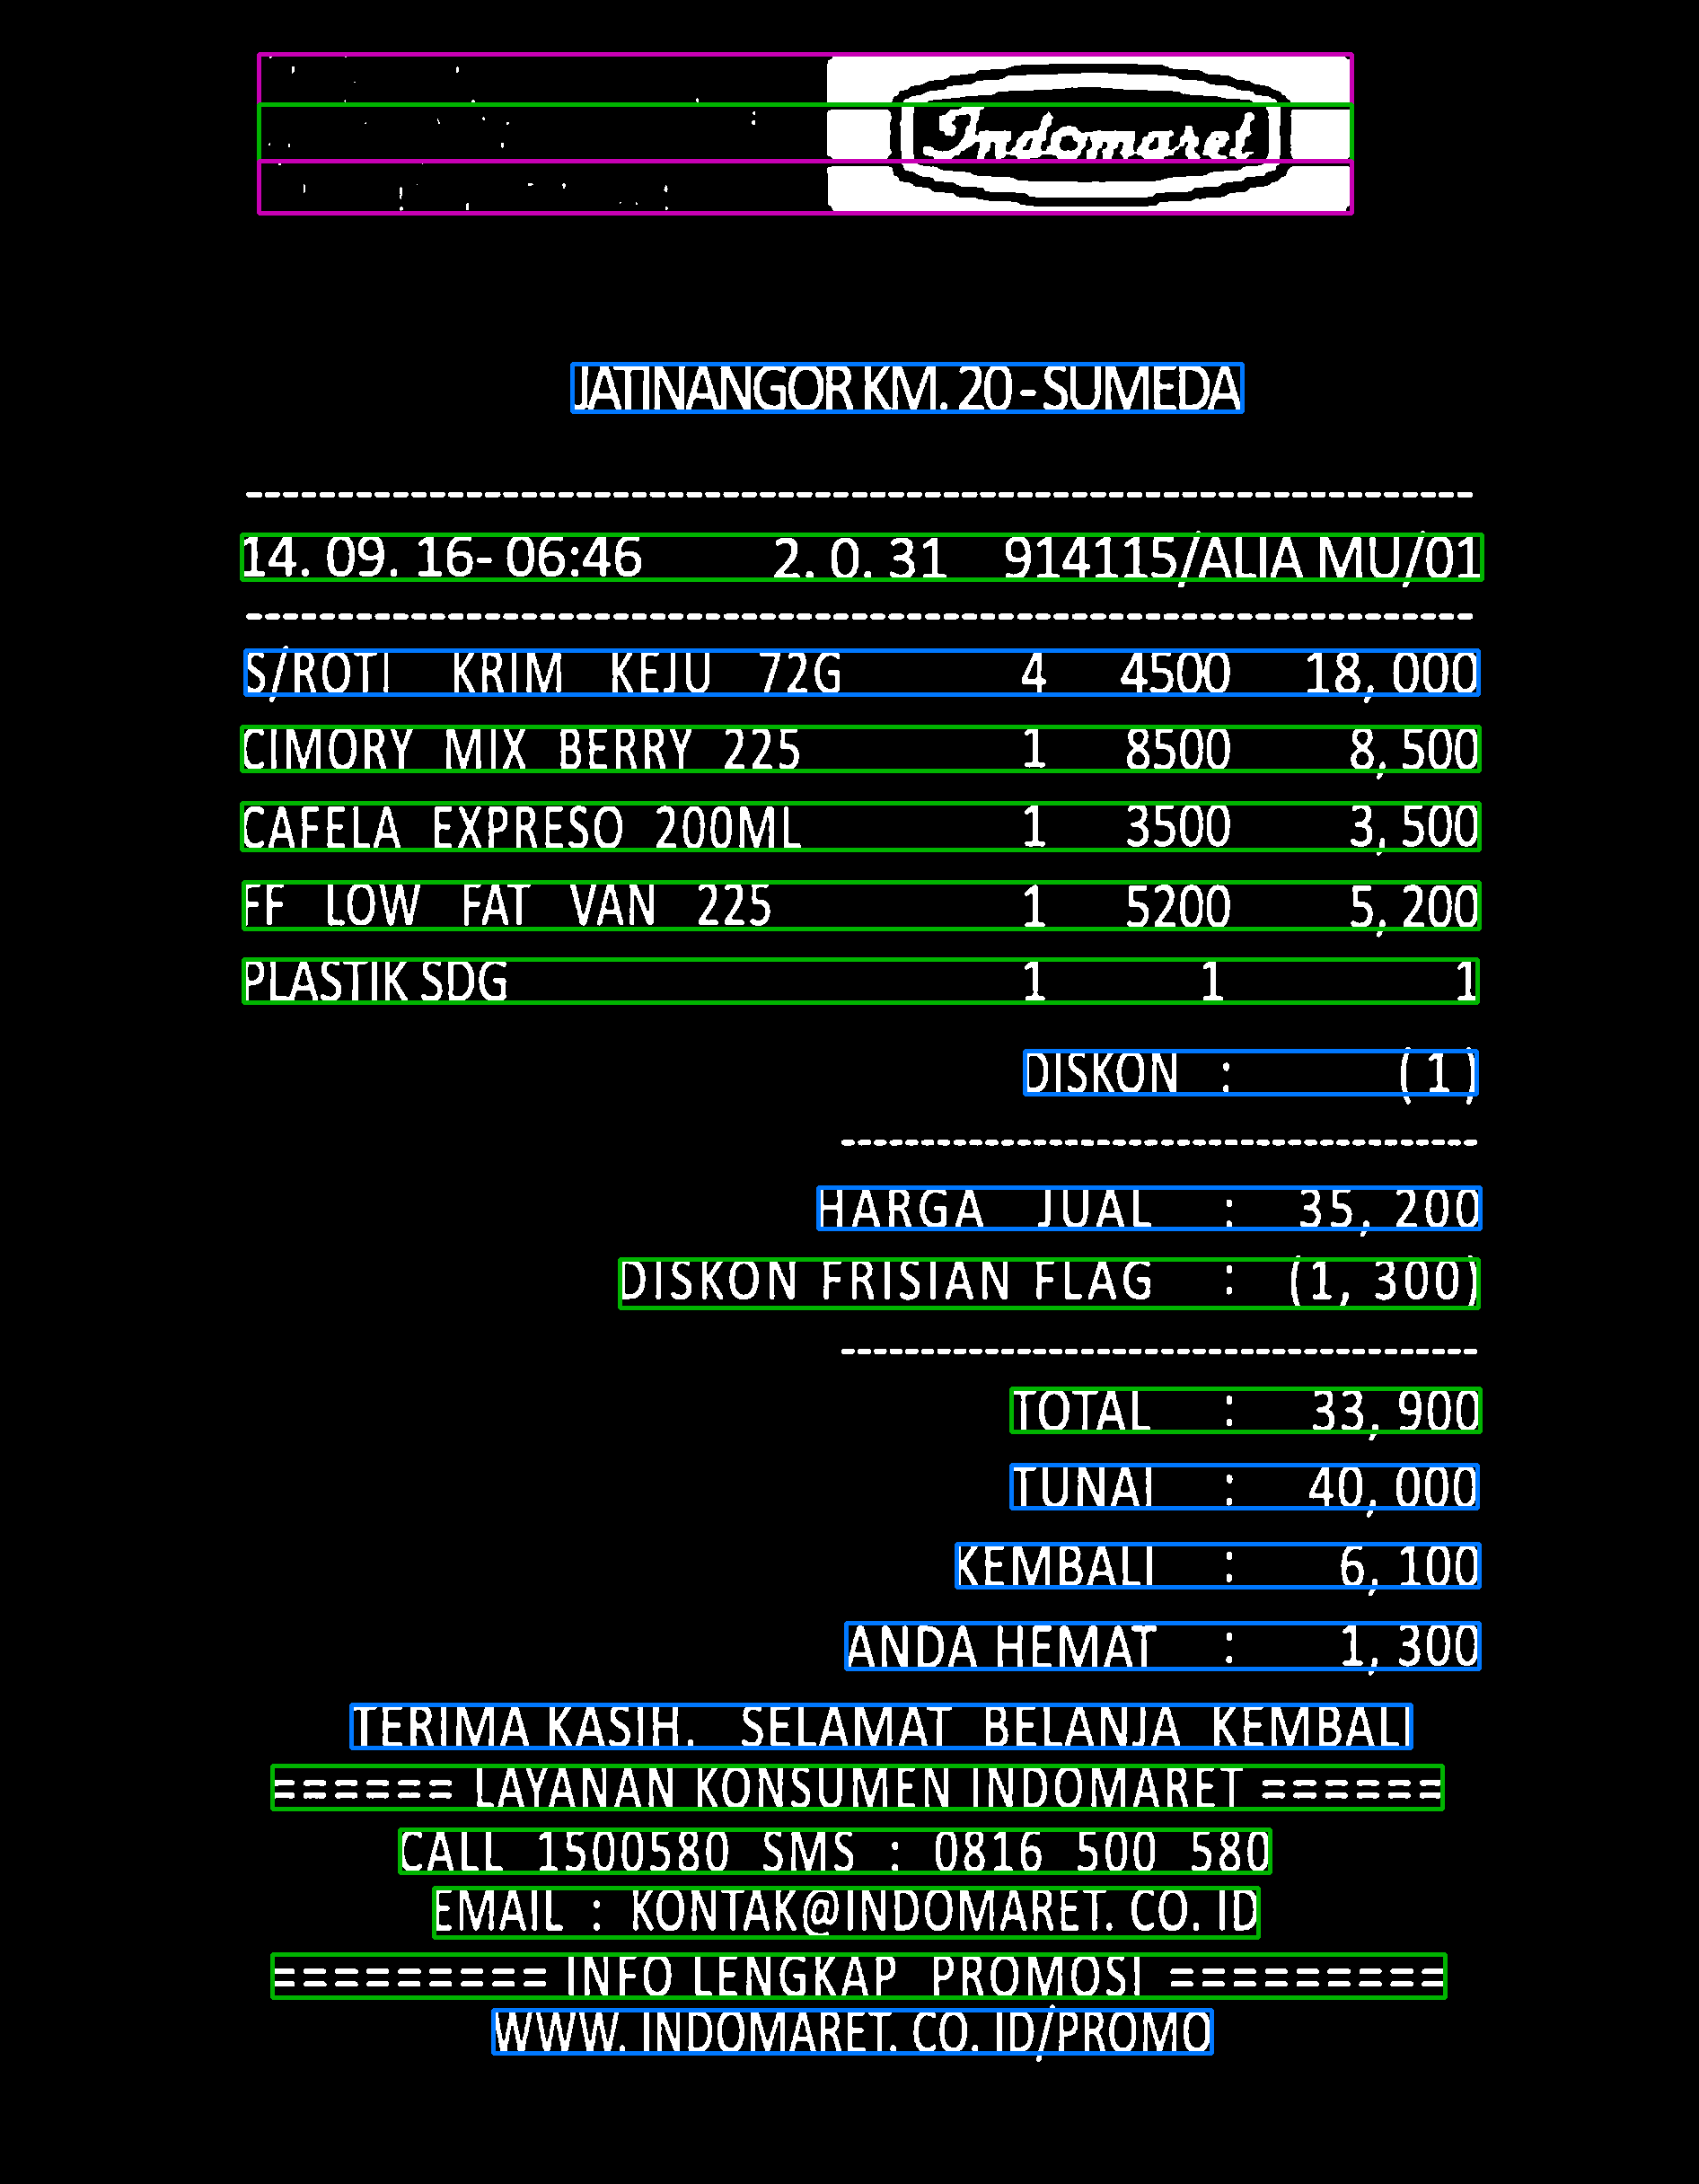 Indomaret
JATINANGOR KM. 20 - SUMEDA
--------------------------------------------------------------------
14. 09. 16- 06:46 2. 0. 31 914115/ALIA MU/01
--------------------------------------------------------------------
S/ROTI KRIM KEJU 72G 4 4500 18, 000
CIMORY MIX BERRY 225 1 8500 8, 500
CAFELA EXPRESO 200ML 1 3500 3, 500
FF LOW FAT VAN 225 1 5200 5, 200
PLASTIK SDG 1 1 1
DISKON : ( 1 )
----------------------------------------
HARGA JUAL : 35, 200
DISKON FRISIAN FLAG : (1, 300)
----------------------------------------
TOTAL : 33, 900
TUNAI : 40, 000
KEMBALI : 6, 100
ANDA HEMAT : 1, 300
TERIMA KASIH. SELAMAT BELANJA KEMBALI
====== LAYANAN KONSUMEN INDOMARET ======
CALL 1500580 SMS : 0816 500 580
EMAIL : KONTAK@INDOMARET. CO. ID
========= INFO LENGKAP PROMOSI =========
WWW. INDOMARET. CO. ID/PROMO